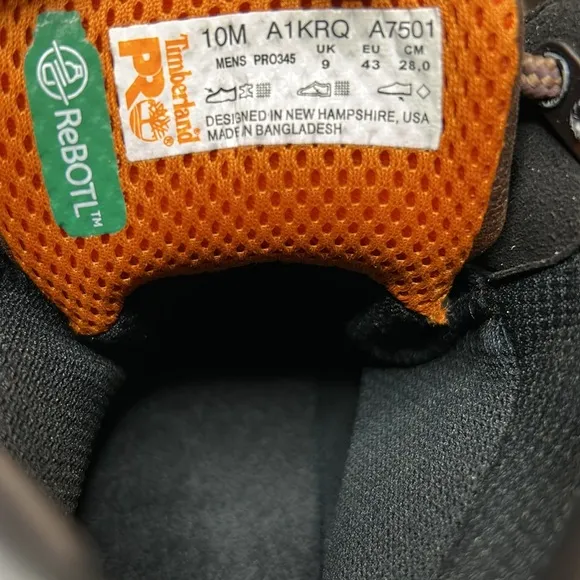 ReBOTL™
Timberland
PRO
10M A1KRQ A7501
MENS PRO345 UK EU CM
9 43 28,0
DESIGNED IN NEW HAMPSHIRE, USA
MADE IN BANGLADESH